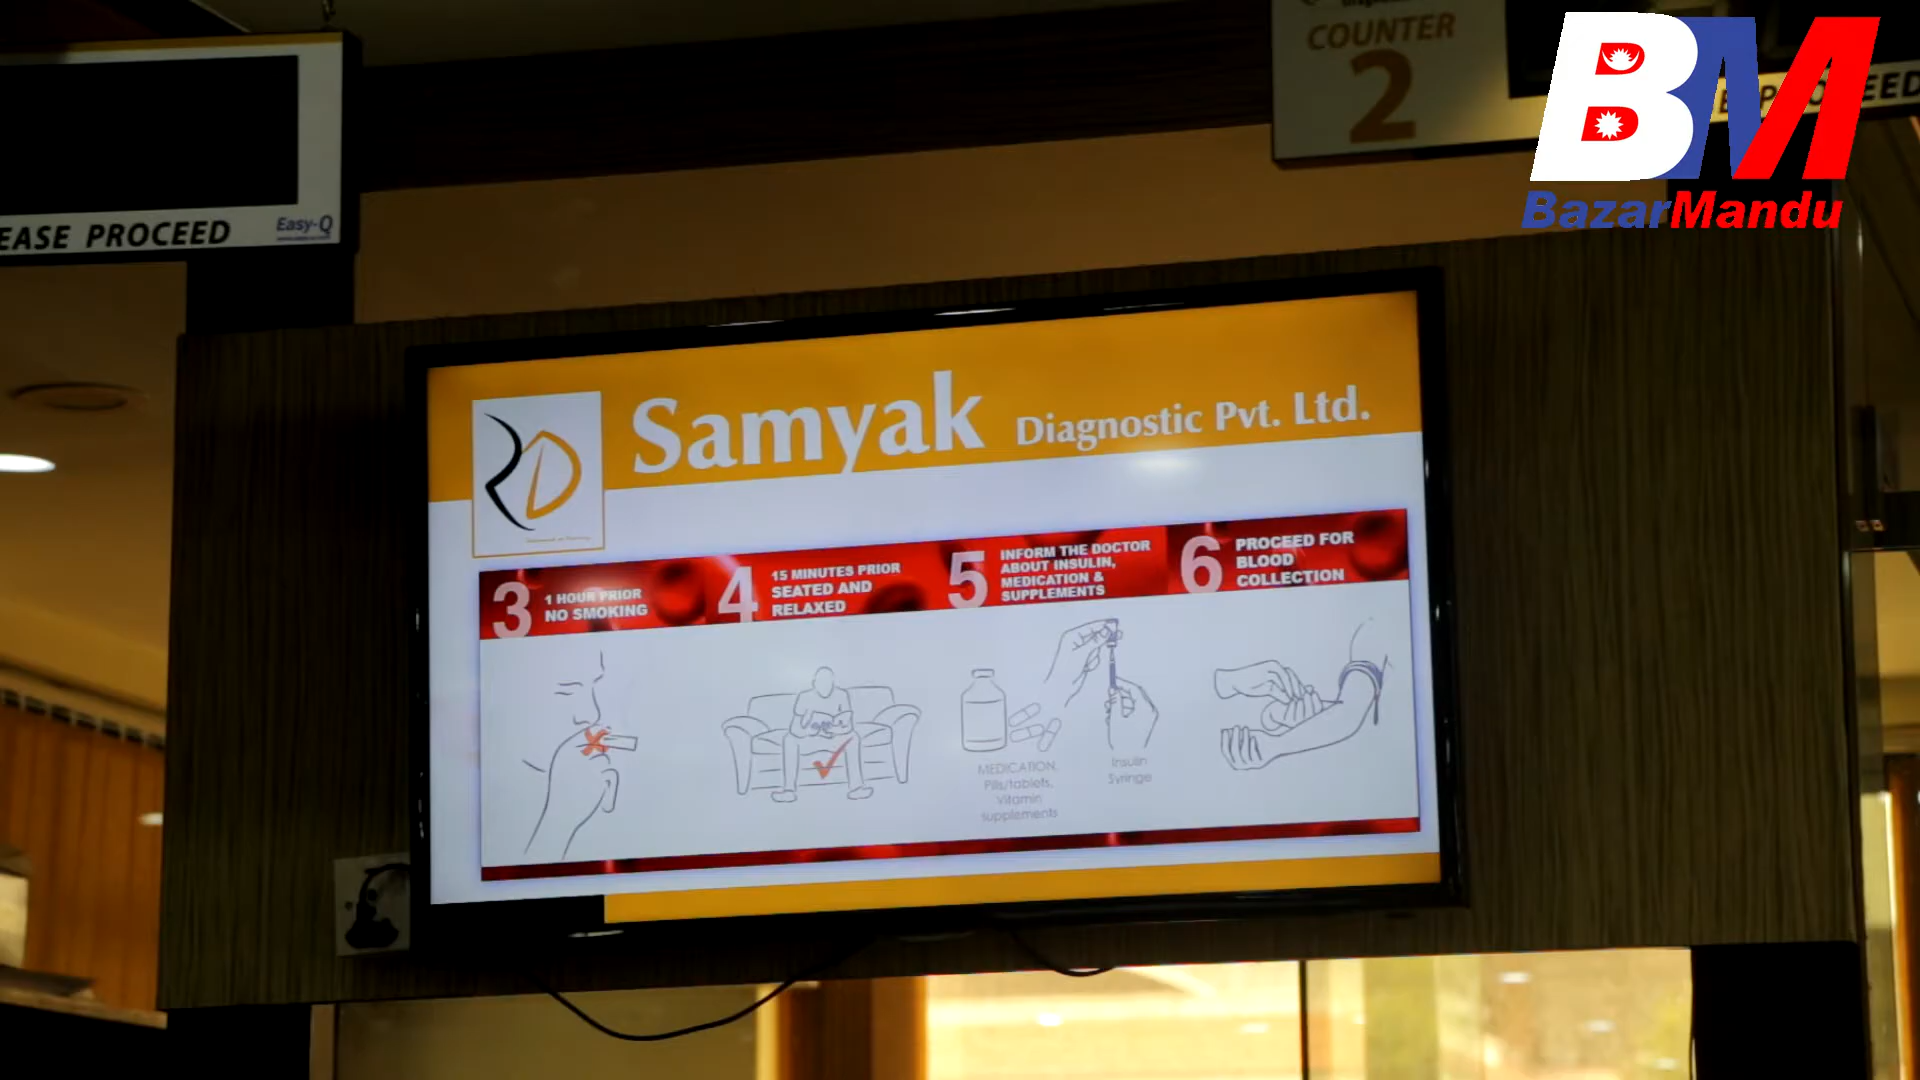 COUNTER
2
BM
BazarMandu
EASE PROCEED
Easy-Q
Samyak Diagnostic Pvt. Ltd.
3
1 HOUR PRIOR
NO SMOKING
4
15 MINUTES PRIOR
SEATED AND
RELAXED
5
INFORM THE DOCTOR
ABOUT INSULIN,
MEDICATION &
SUPPLEMENTS
6
PROCEED FOR
BLOOD
COLLECTION
MEDICATION,
Pills/tablets,
Vitamin
supplements
Insulin
Syringe